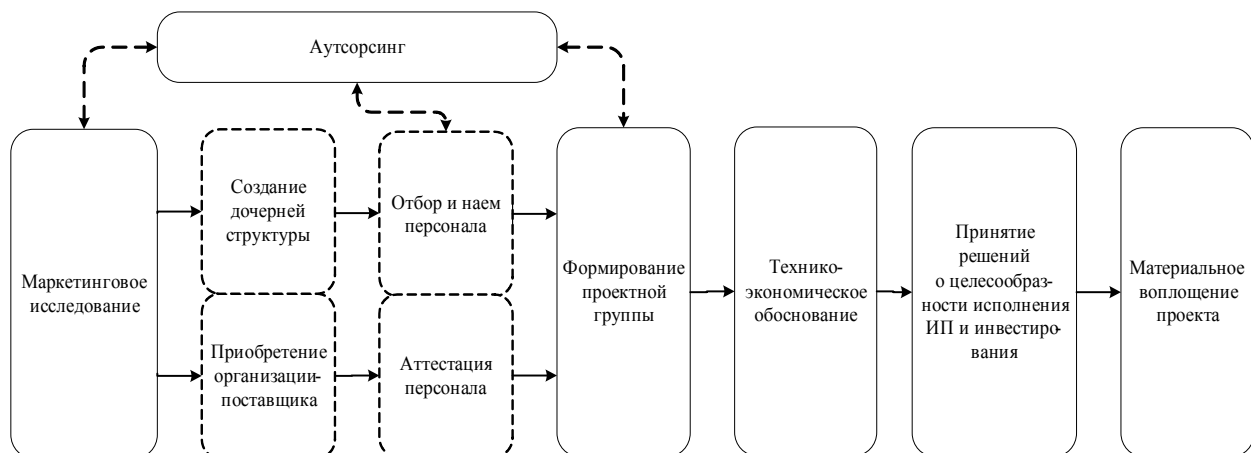 Аутсорсинг
Маркетинговое
исследование
Создание
дочерней
структуры
Отбор и наем
персонала
Приобретение
организации-
поставщика
Аттестация
персонала
Формирование
проектной
группы
Технико-
экономическое
обоснование
Принятие
решений
о целесообраз-
ности исполнения
ИП и инвестиро-
вания
Материальное
воплощение
проекта